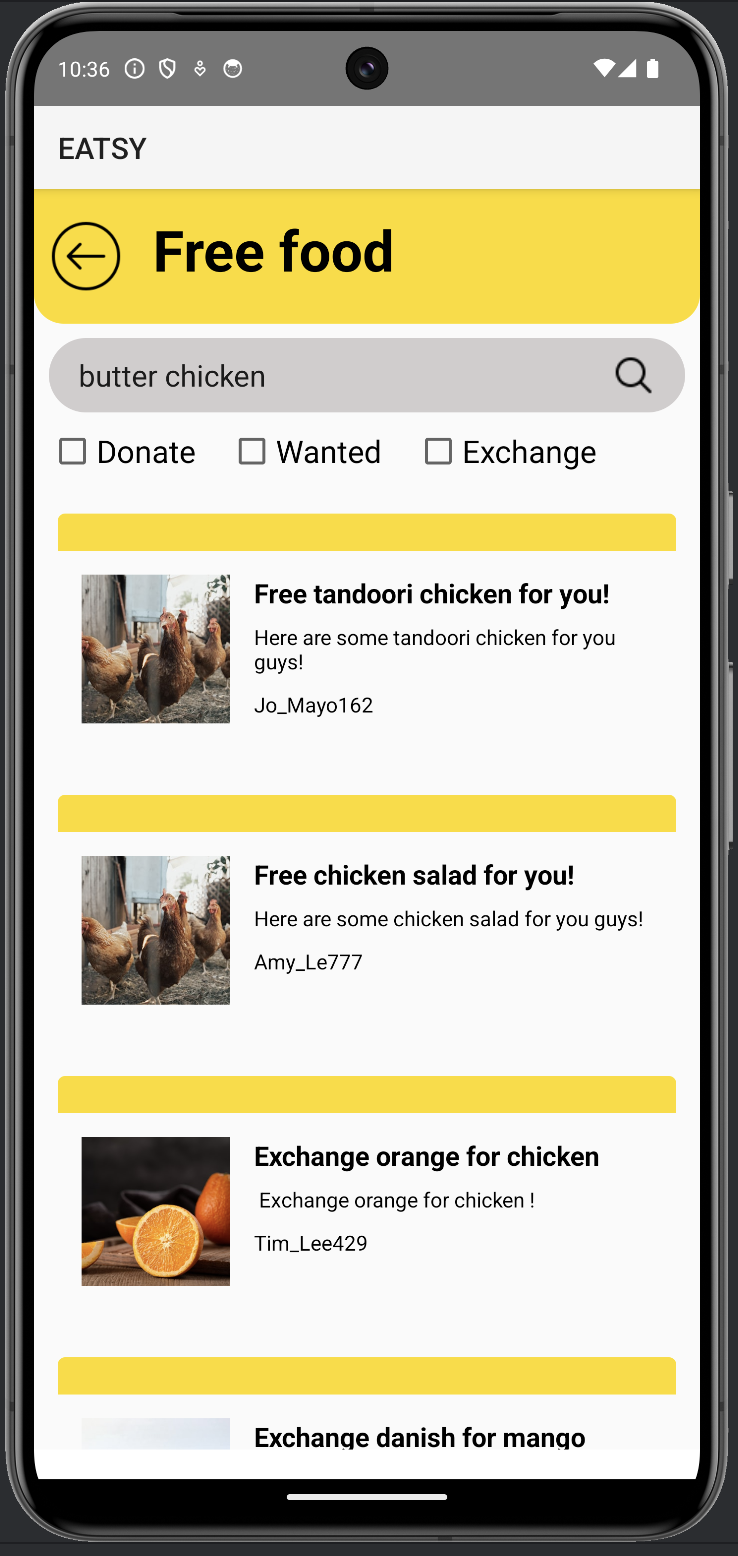 10:36
EATSY
Free food
butter chicken
Donate Wanted Exchange
Free tandoori chicken for you!
Here are some tandoori chicken for you
guys!
Jo_Mayo162
Free chicken salad for you!
Here are some chicken salad for you guys!
Amy_Le777
Exchange orange for chicken
Exchange orange for chicken !
Tim_Lee429
Exchange danish for mango